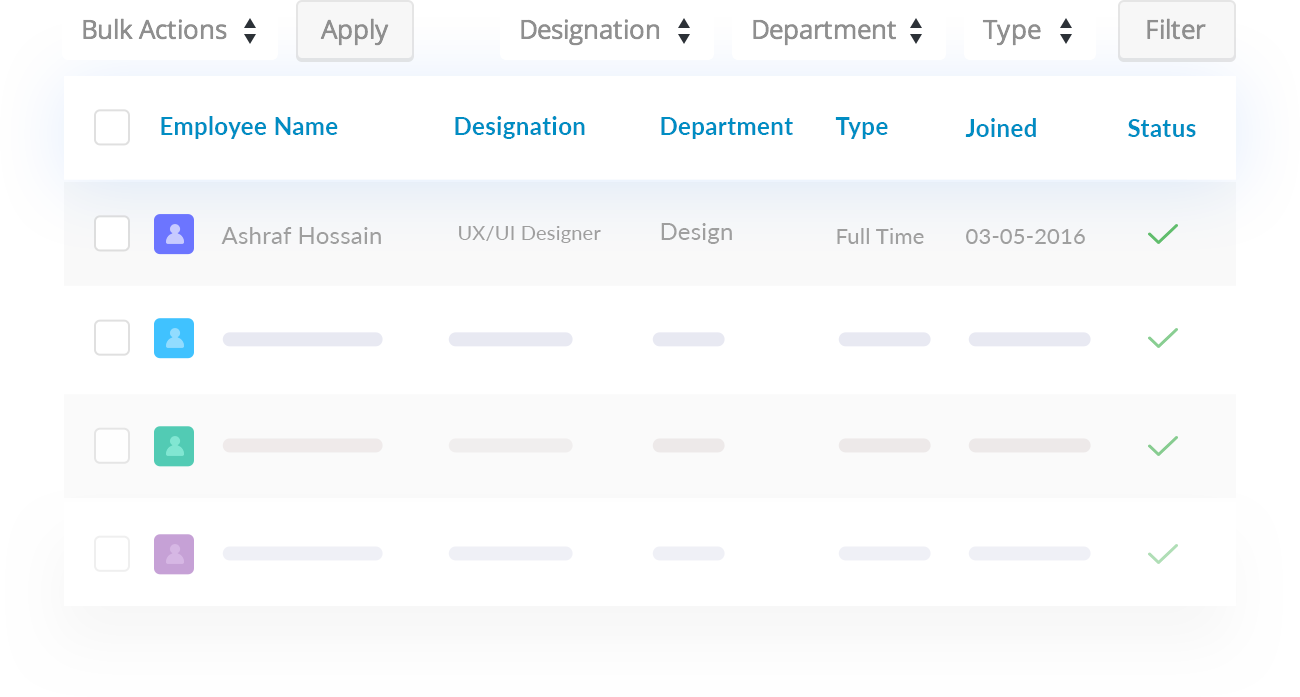 Bulk Actions Apply Designation Department Type Filter
Employee Name Designation Department Type Joined Status
Ashraf Hossain UX/UI Designer Design Full Time 03-05-2016